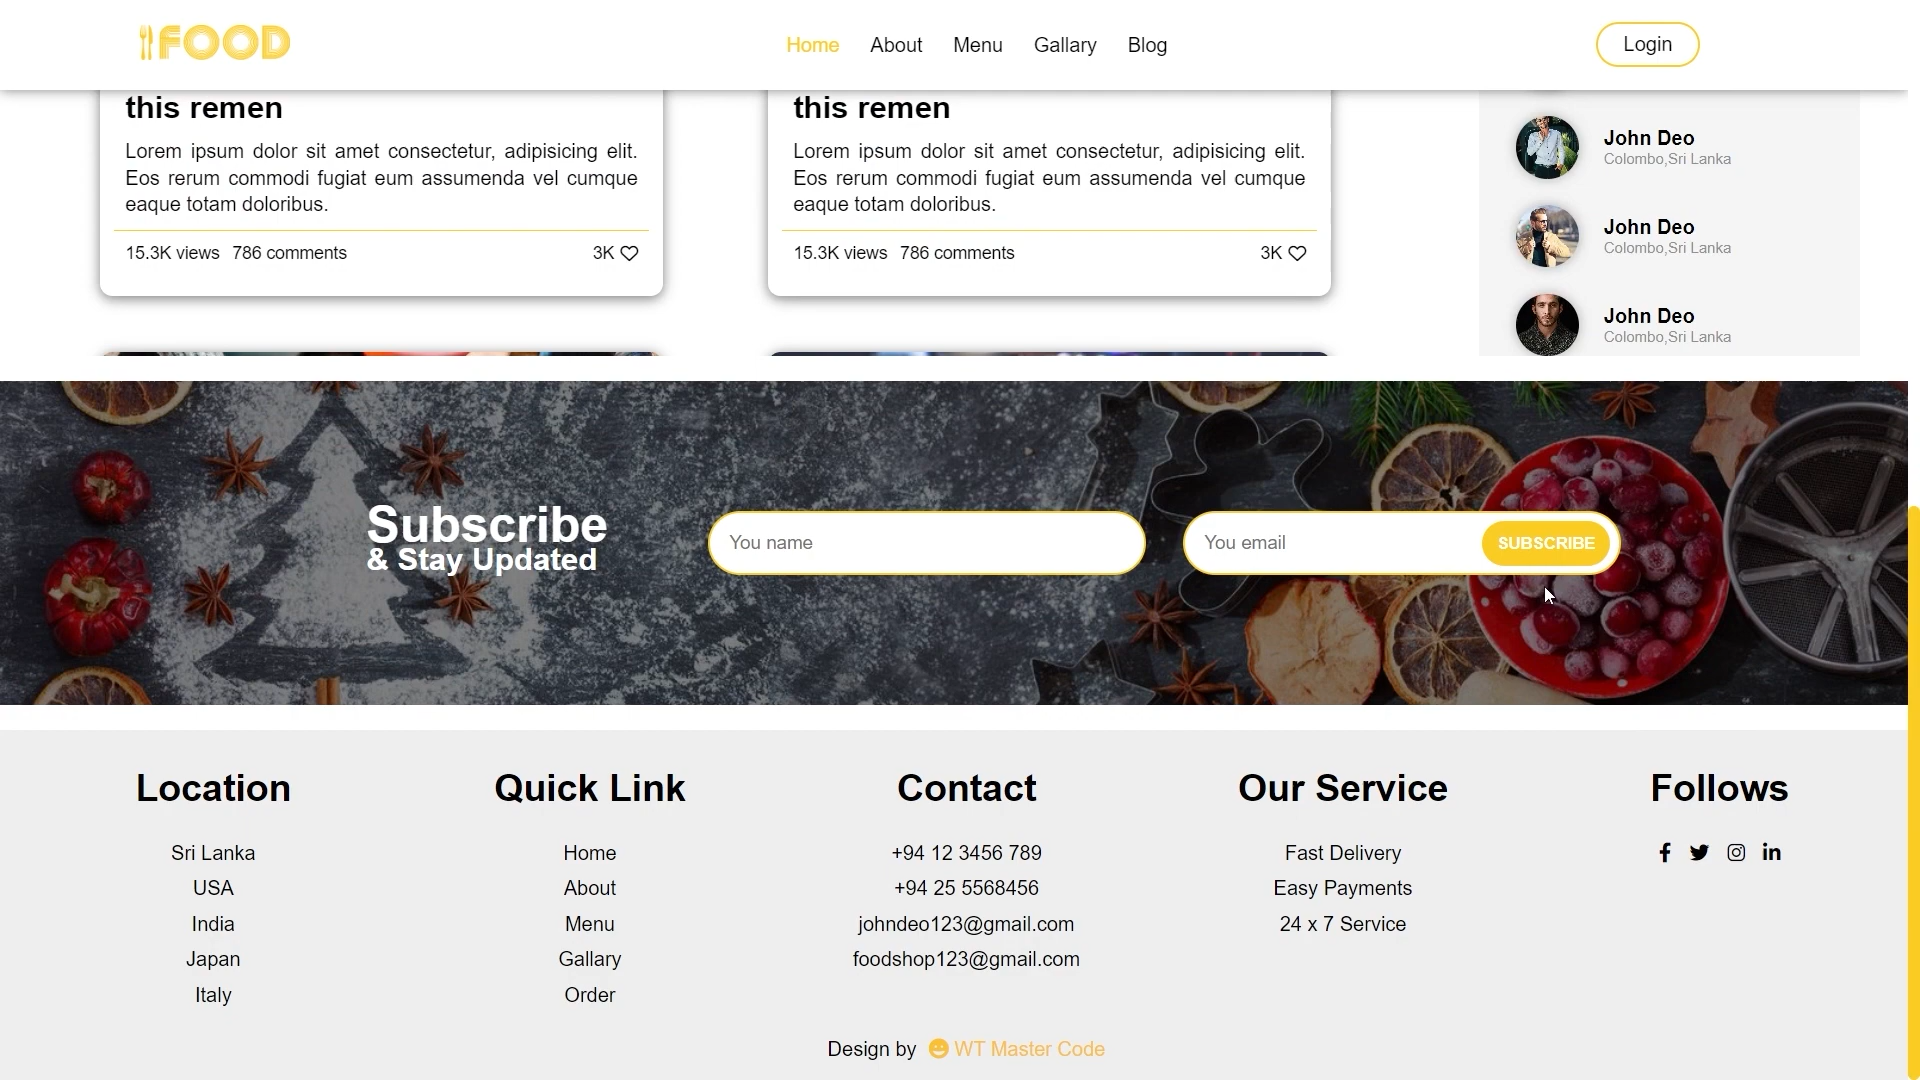 FOOD
Home About Menu Gallary Blog
Login
this remen
Lorem ipsum dolor sit amet consectetur, adipisicing elit.
Eos rerum commodi fugiat eum assumenda vel cumque
eaque totam doloribus.
15.3K views 786 comments 3K
this remen
Lorem ipsum dolor sit amet consectetur, adipisicing elit.
Eos rerum commodi fugiat eum assumenda vel cumque
eaque totam doloribus.
15.3K views 786 comments 3K
John Deo
Colombo,Sri Lanka
John Deo
Colombo,Sri Lanka
John Deo
Colombo,Sri Lanka
Subscribe
& Stay Updated
You name
You email
SUBSCRIBE
Location
Sri Lanka
USA
India
Japan
Italy
Quick Link
Home
About
Menu
Gallary
Order
Contact
+94 12 3456 789
+94 25 5568456
johndeo123@gmail.com
foodshop123@gmail.com
Our Service
Fast Delivery
Easy Payments
24 x 7 Service
Follows
Design by WT Master Code